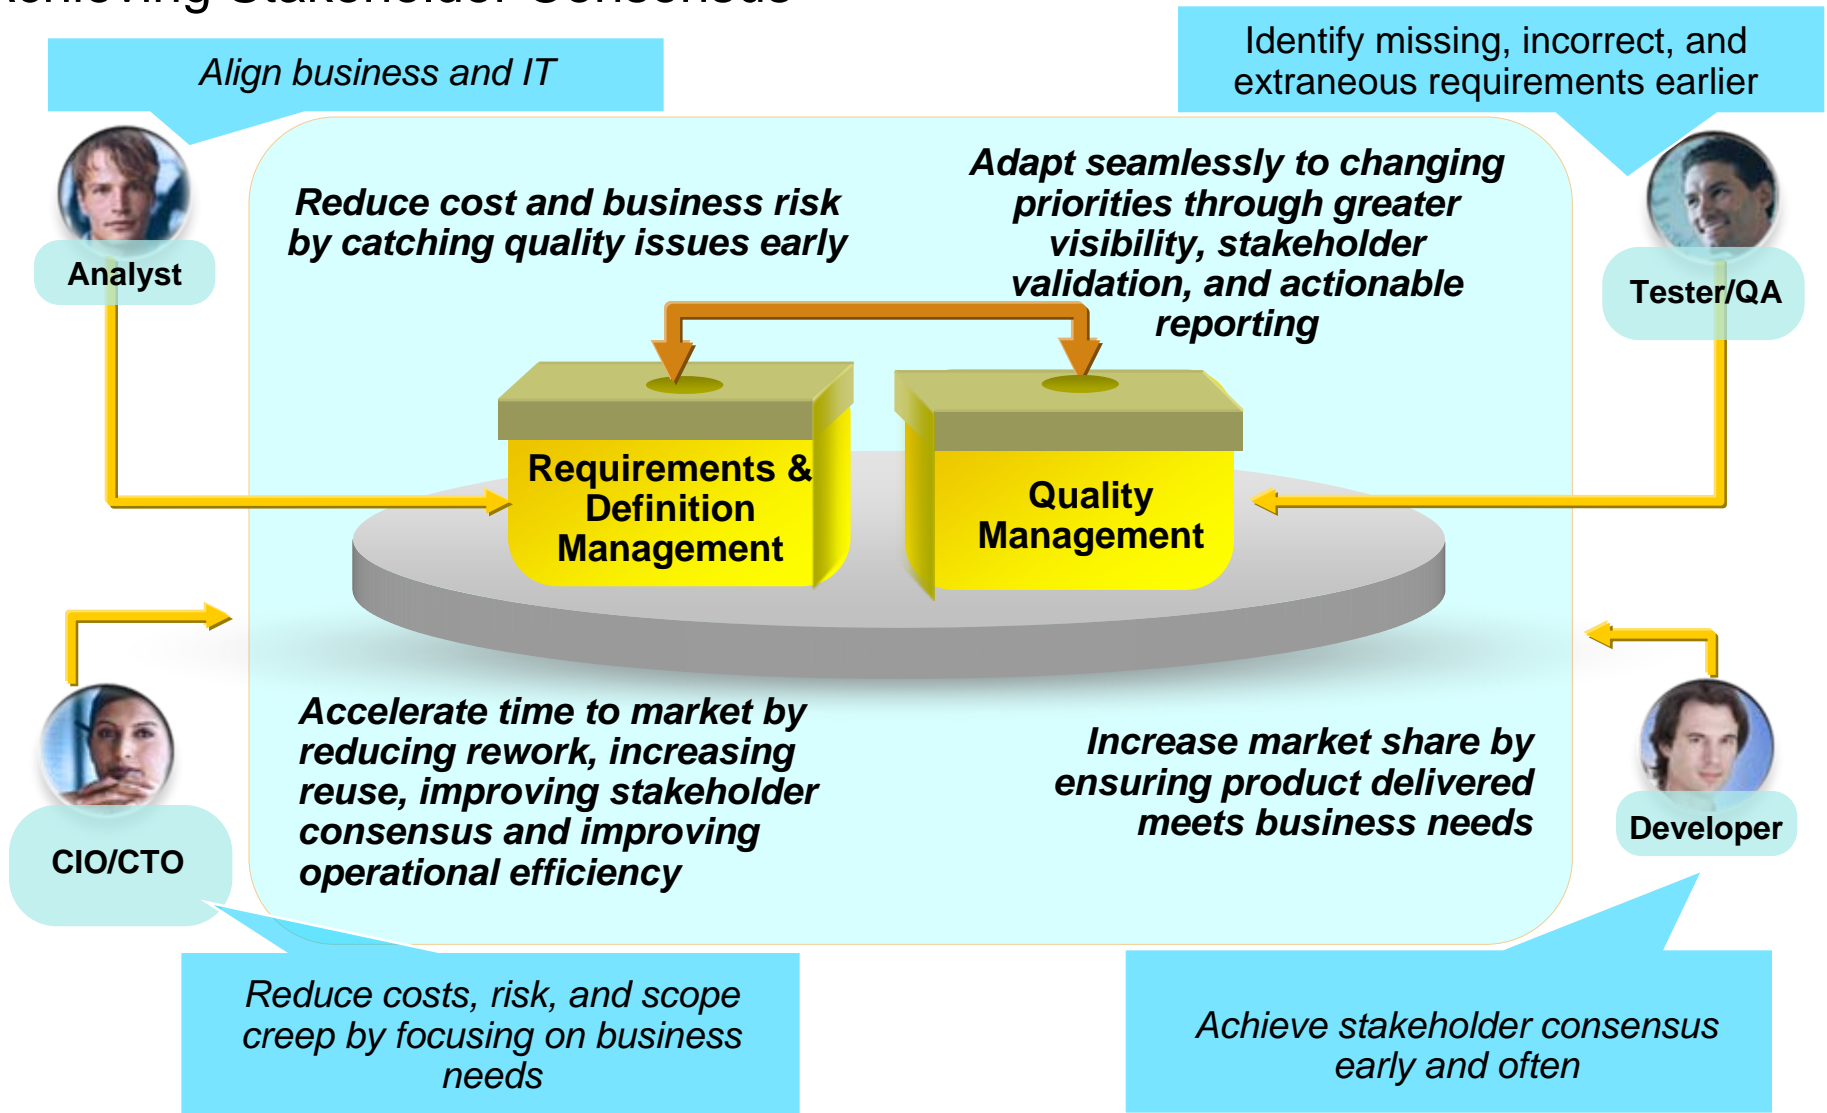 Stakeholder Consensus
Align business and IT
Identify missing, incorrect, and
extraneous requirements earlier
Analyst
Tester/QA
Reduce cost and business risk
by catching quality issues early
Adapt seamlessly to changing
priorities through greater
visibility, stakeholder
validation, and actionable
reporting
Requirements &
Definition
Management
Quality
Management
CIO/CTO
Developer
Accelerate time to market by
reducing rework, increasing
reuse, improving stakeholder
consensus and improving
operational efficiency
Increase market share by
ensuring product delivered
meets business needs
Reduce costs, risk, and scope
creep by focusing on business
needs
Achieve stakeholder consensus
early and often